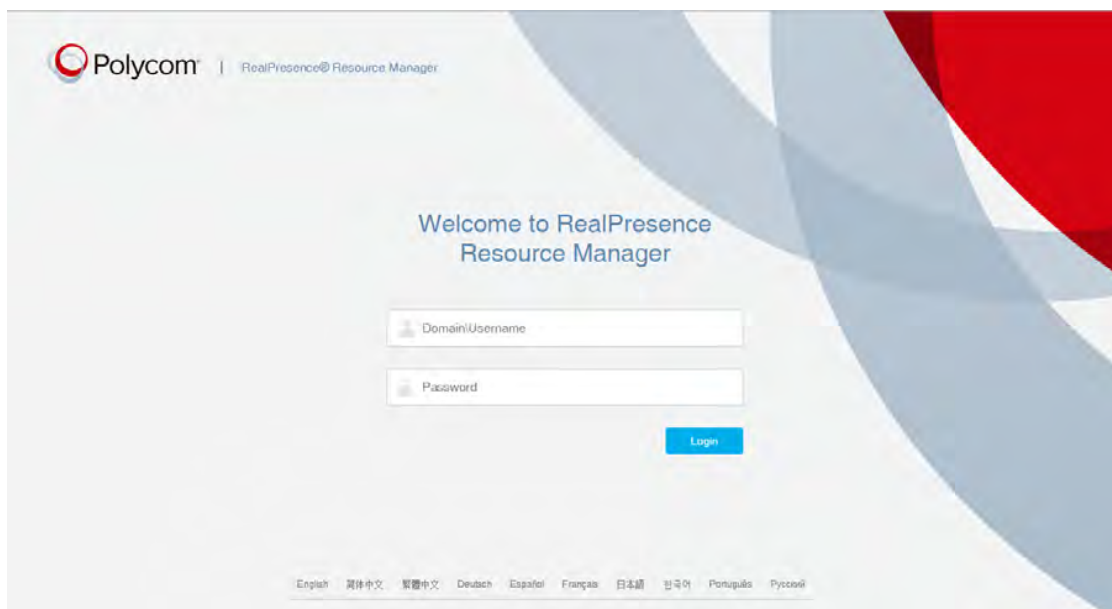 Polycom | RealPresence® Resource Manager
Welcome to RealPresence
Resource Manager
Domain\Username
Password
Login
English 简体中文 繁體中文 Deutsch Español Français 日本語 한국어 Português Русский